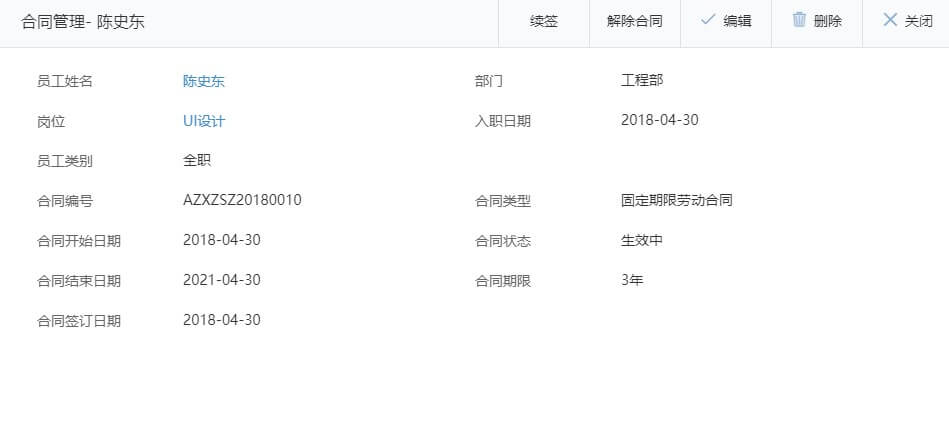 合同管理- 陈史东 续签 解除合同 编辑 删除 关闭
员工姓名 陈史东 部门 工程部
岗位 UI设计 入职日期 2018-04-30
员工类别 全职
合同编号 AZXZSZ20180010 合同类型 固定期限劳动合同
合同开始日期 2018-04-30 合同状态 生效中
合同结束日期 2021-04-30 合同期限 3年
合同签订日期 2018-04-30